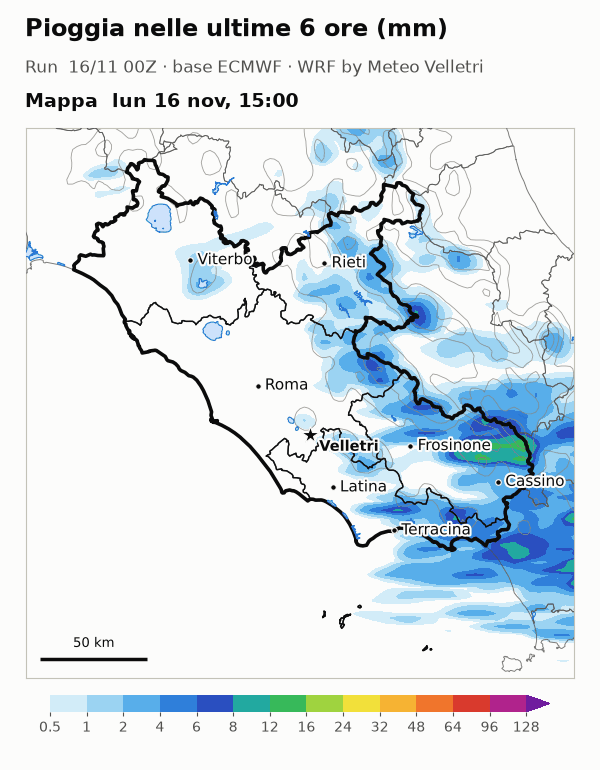 Pioggia nelle ultime 6 ore (mm)
Run 16/11 00Z · base ECMWF · WRF by Meteo Velletri
Mappa lun 16 nov, 15:00
Viterbo
Rieti
Roma
Velletri
Frosinone
Cassino
Latina
Terracina
50 km
0.5 1 2 4 6 8 12 16 24 32 48 64 96 128